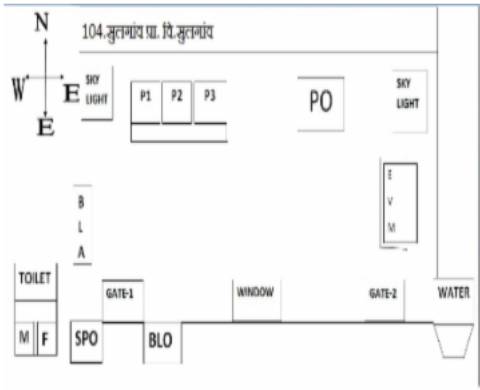 N
104.सुलगांव प्रा. वि.सुलगांव
W E
E
SKY
LIGHT
P1 P2 P3
PO
SKY
LIGHT
E
V
M
B
L
A
TOILET
GATE-1
WINDOW
GATE-2
WATER
M F
SPO
BLO